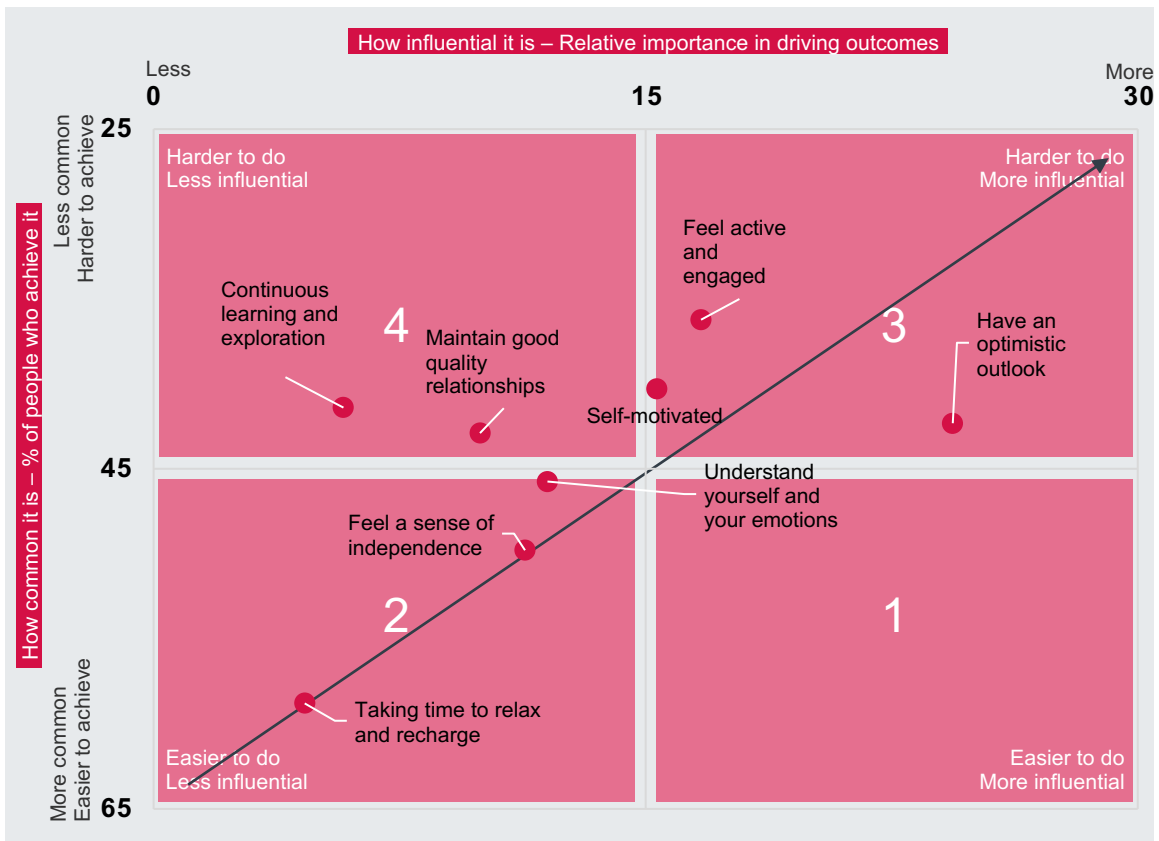 How influential it is – Relative importance in driving outcomes
Less
More
0
15
30
25
Less common
Harder to achieve
How common it is – % of people who achieve it
Harder to do
Less influential
Harder to do
More influential
Feel active
and
engaged
Continuous
learning and
exploration
4
Maintain good
quality
relationships
3
Have an
optimistic
outlook
Self-motivated
45
Understand
yourself and
your emotions
Feel a sense of
independence
2
1
Taking time to relax
and recharge
More common
Easier to achieve
Easier to do
Less influential
Easier to do
More influential
65